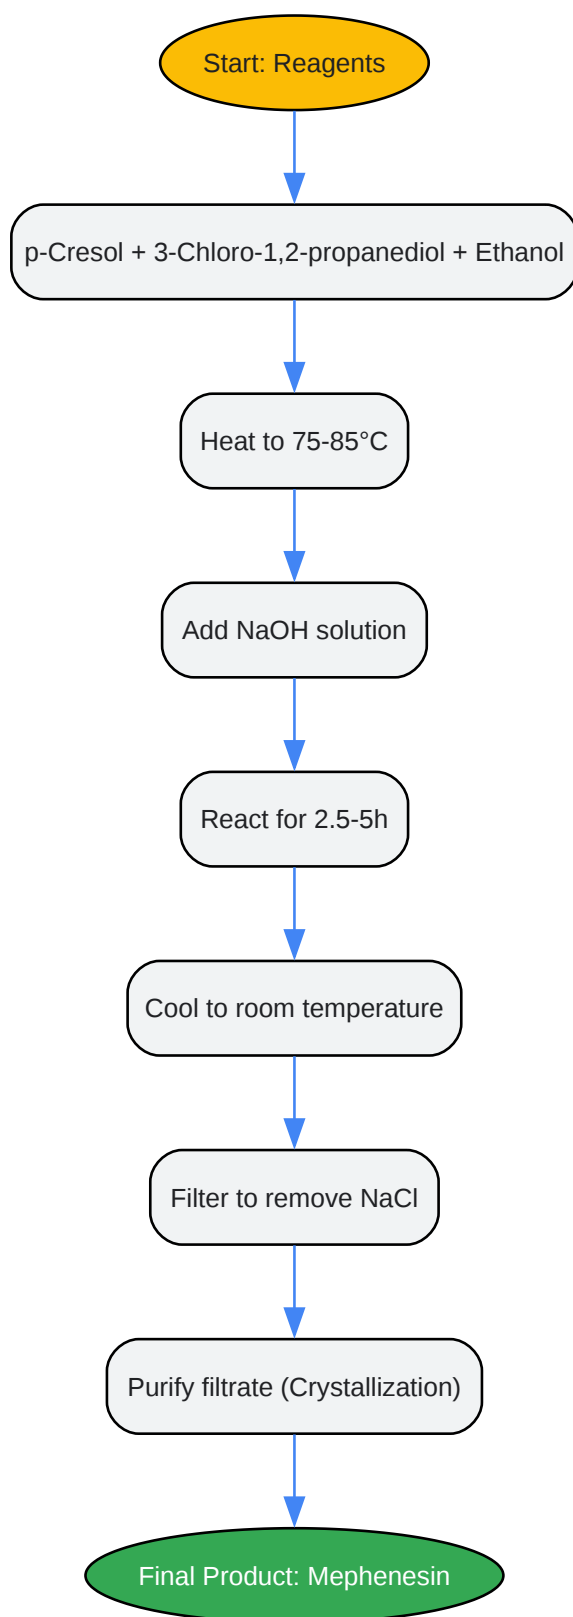 Start: Reagents
p-Cresol + 3-Chloro-1,2-propanediol + Ethanol
Heat to 75-85°C
Add NaOH solution
React for 2.5-5h
Cool to room temperature
Filter to remove NaCl
Purify filtrate (Crystallization)
Final Product: Mephenesin